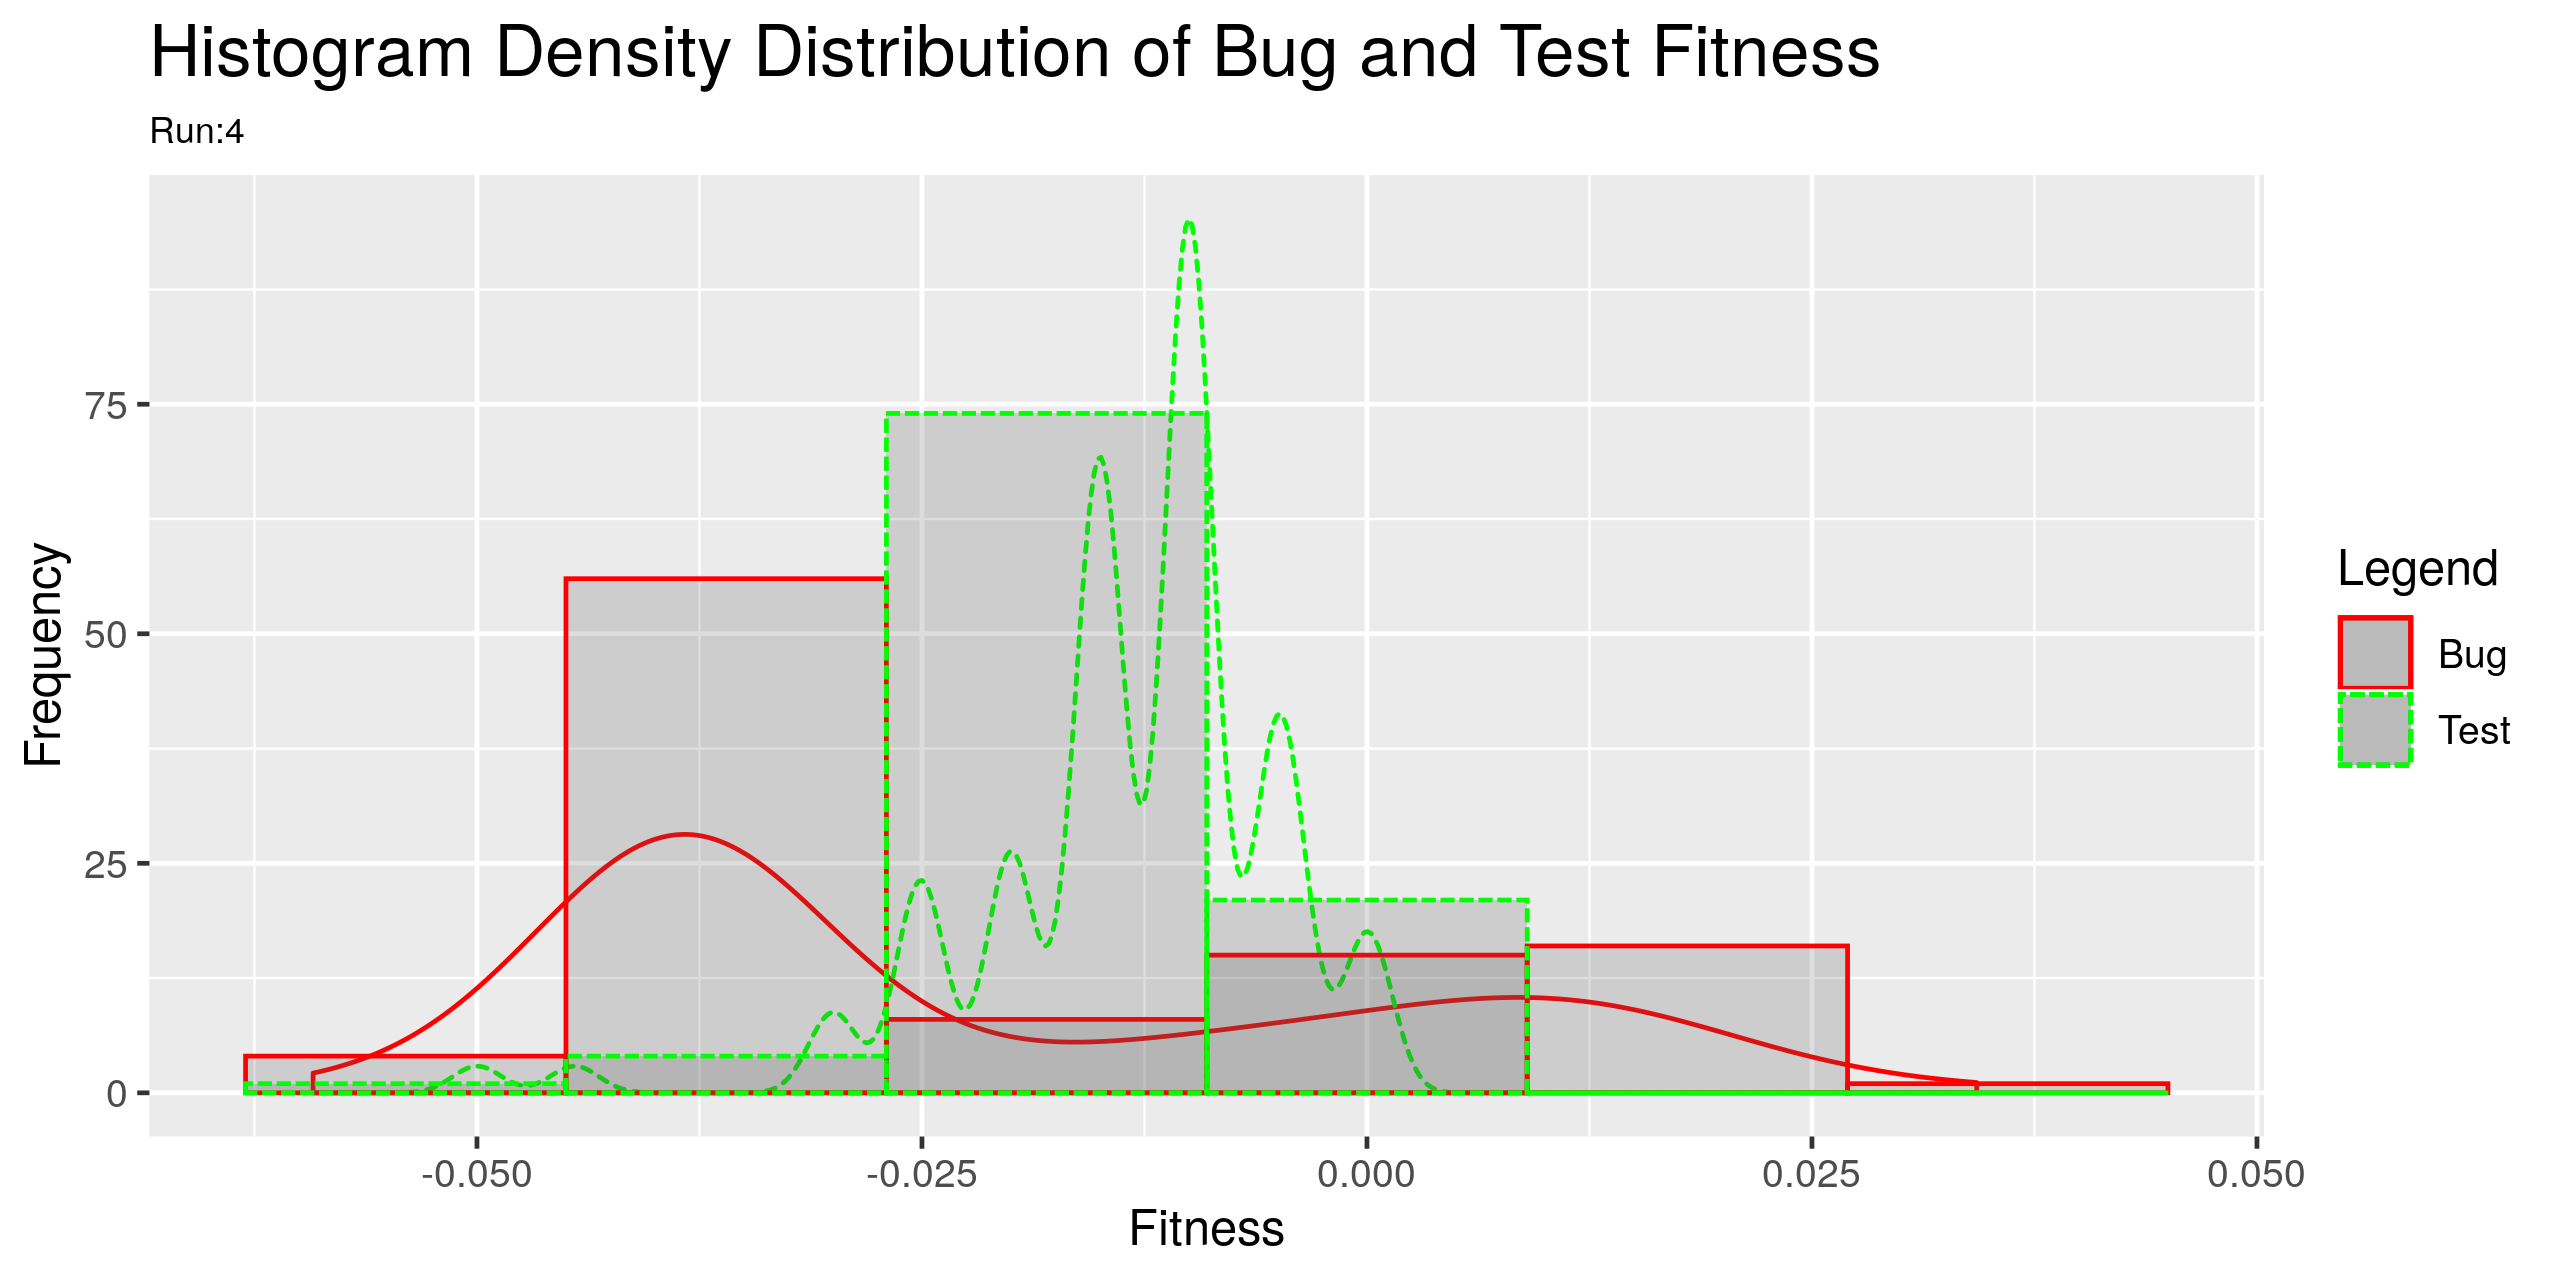 Histogram Density Distribution of Bug and Test Fitness
Run:4
Frequency
75
50
25
0
-0.050
-0.025
0.000
0.025
0.050
Fitness
Legend
Bug
Test